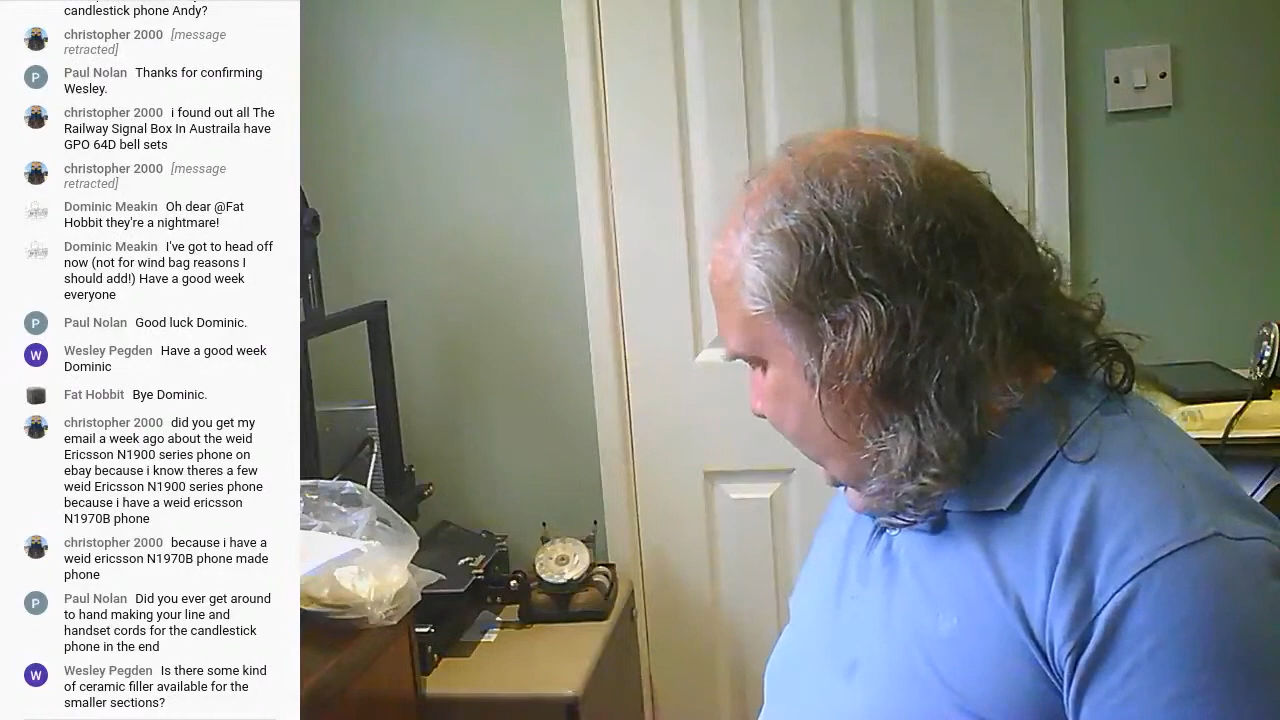 candlestick phone Andy?
christopher 2000 [message
retracted]
P
Paul Nolan Thanks for confirming
Wesley.
christopher 2000 i found out all The
Railway Signal Box In Austraila have
GPO 64D bell sets
christopher 2000 [message
retracted]
Dominic Meakin Oh dear @Fat
Hobbit they're a nightmare!
Dominic Meakin I've got to head off
now (not for wind bag reasons I
should add!) Have a good week
everyone
P
Paul Nolan Good luck Dominic.
W
Wesley Pegden Have a good week
Dominic
Fat Hobbit Bye Dominic.
christopher 2000 did you get my
email a week ago about the weid
Ericsson N1900 series phone on
ebay because i know theres a few
weid Ericsson N1900 series phone
because i have a weid ericsson
N1970B phone
christopher 2000 because i have a
weid ericsson N1970B phone made
phone
P
Paul Nolan Did you ever get around
to hand making your line and
handset cords for the candlestick
phone in the end
W
Wesley Pegden Is there some kind
of ceramic filler available for the
smaller sections?